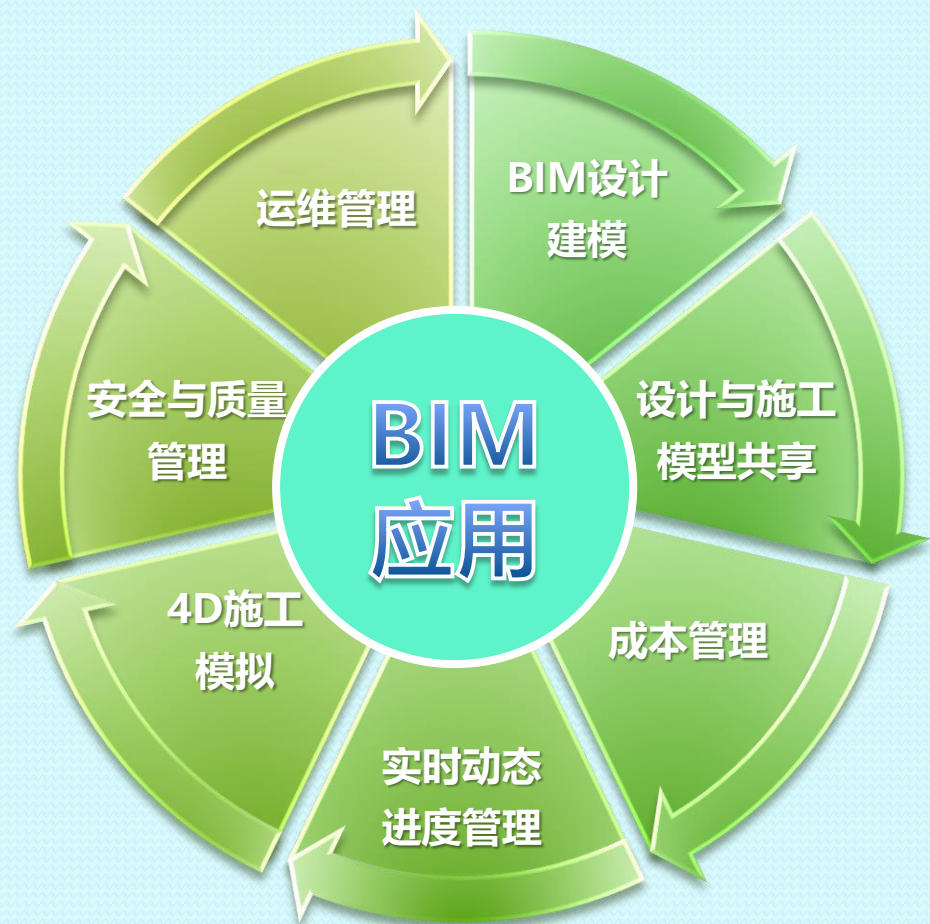 BIM
应用
BIM设计
建模
设计与施工
模型共享
成本管理
实时动态
进度管理
4D施工
模拟
安全与质量
管理
运维管理